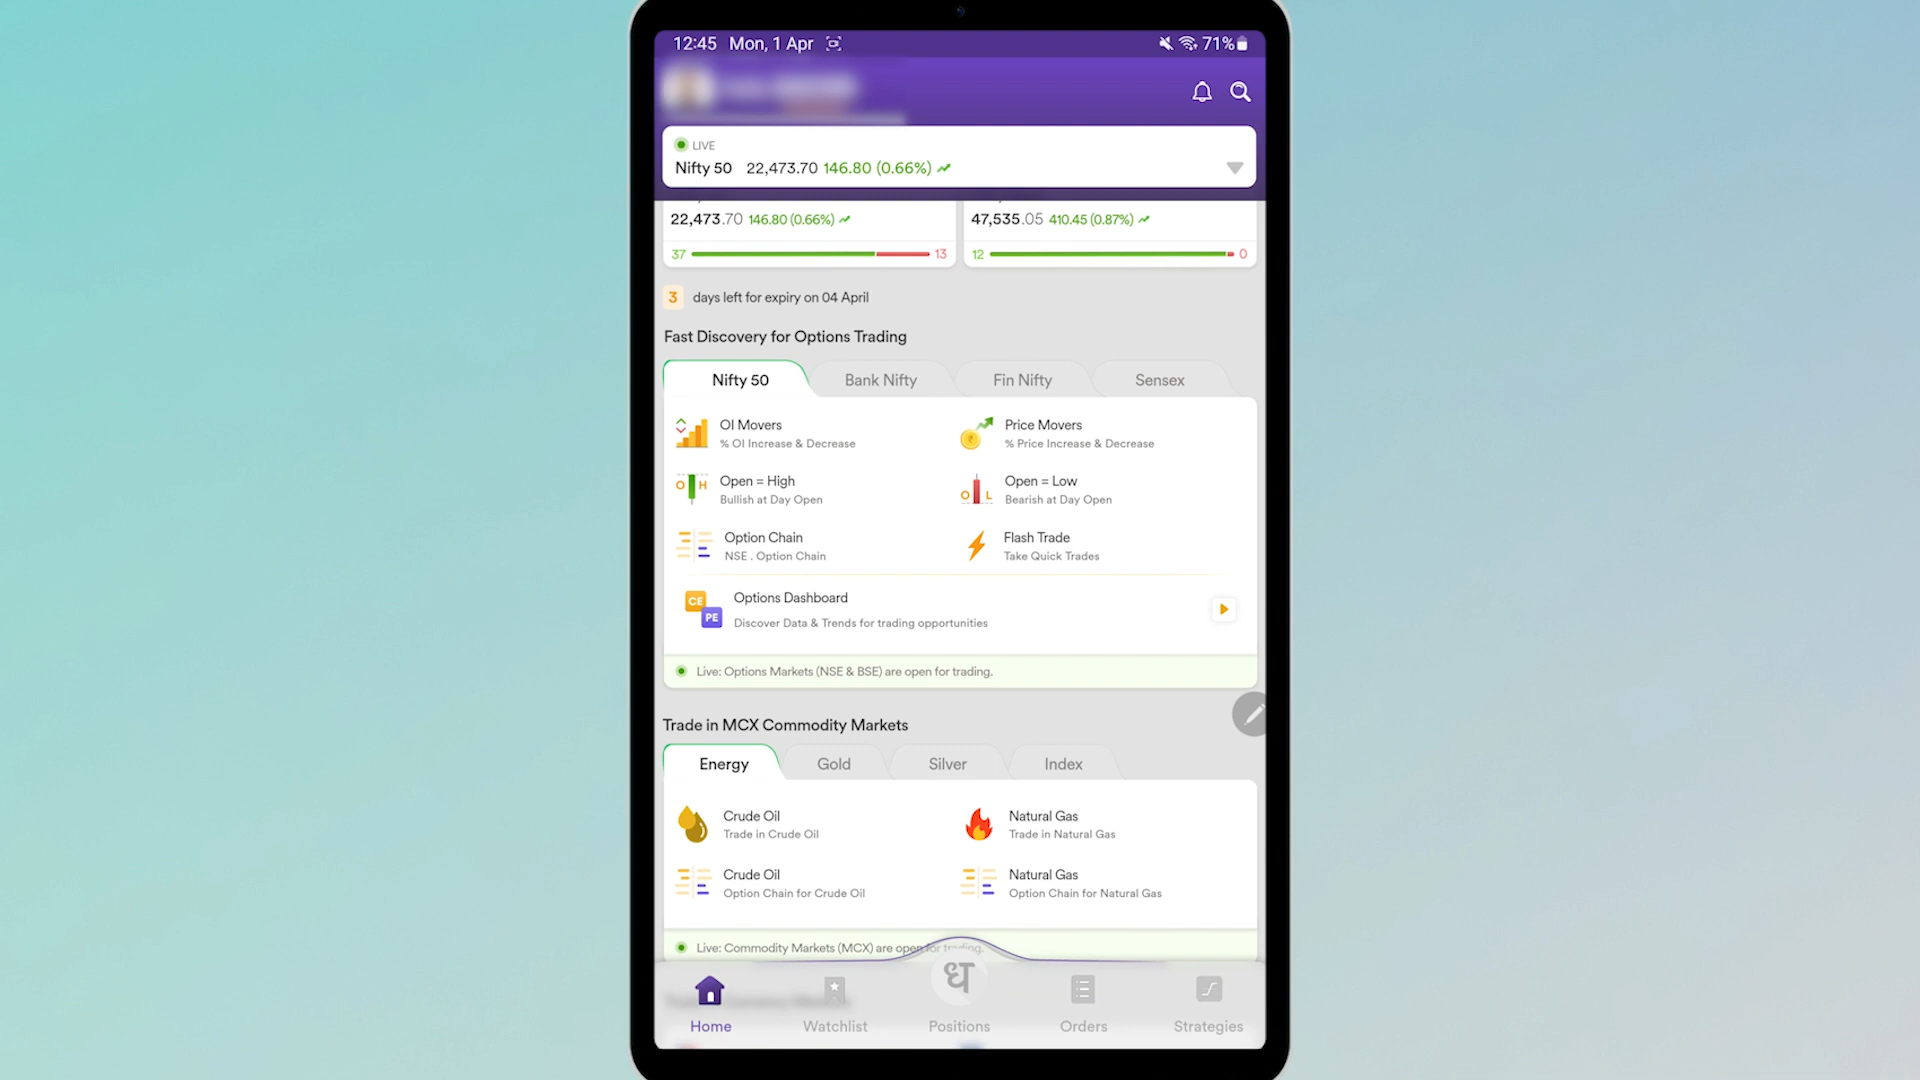 12:45 Mon, 1 Apr 71%
LIVE
Nifty 50 22,473.70 146.80 (0.66%)
22,473.70 146.80 (0.66%) 47,535.05 410.45 (0.87%)
37 13 12 0
3 days left for expiry on 04 April
Fast Discovery for Options Trading
Nifty 50 Bank Nifty Fin Nifty Sensex
OI Movers
% OI Increase & Decrease
Price Movers
% Price Increase & Decrease
O H
Open = High
Bullish at Day Open
O L
Open = Low
Bearish at Day Open
Option Chain
NSE . Option Chain
Flash Trade
Take Quick Trades
CE
PE
Options Dashboard
Discover Data & Trends for trading opportunities
Live: Options Markets (NSE & BSE) are open for trading.
Trade in MCX Commodity Markets
Energy Gold Silver Index
Crude Oil
Trade in Crude Oil
Natural Gas
Trade in Natural Gas
Crude Oil
Option Chain for Crude Oil
Natural Gas
Option Chain for Natural Gas
Live: Commodity Markets (MCX) are open for trading.
ध
Home Watchlist Positions Orders Strategies